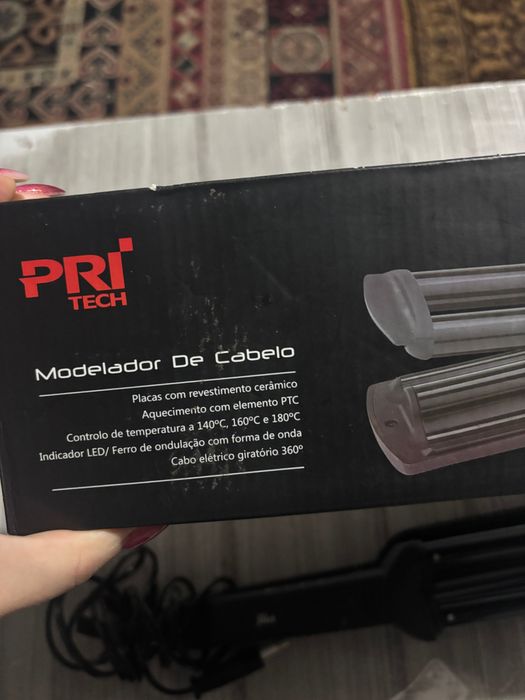 PRI
TECH
Modelador De Cabelo
Placas com revestimento cerâmico
Aquecimento com elemento PTC
Controlo de temperatura a 140ºC, 160ºC e 180ºC
Indicador LED/ Ferro de ondulação com forma de onda
Cabo elétrico giratório 360º